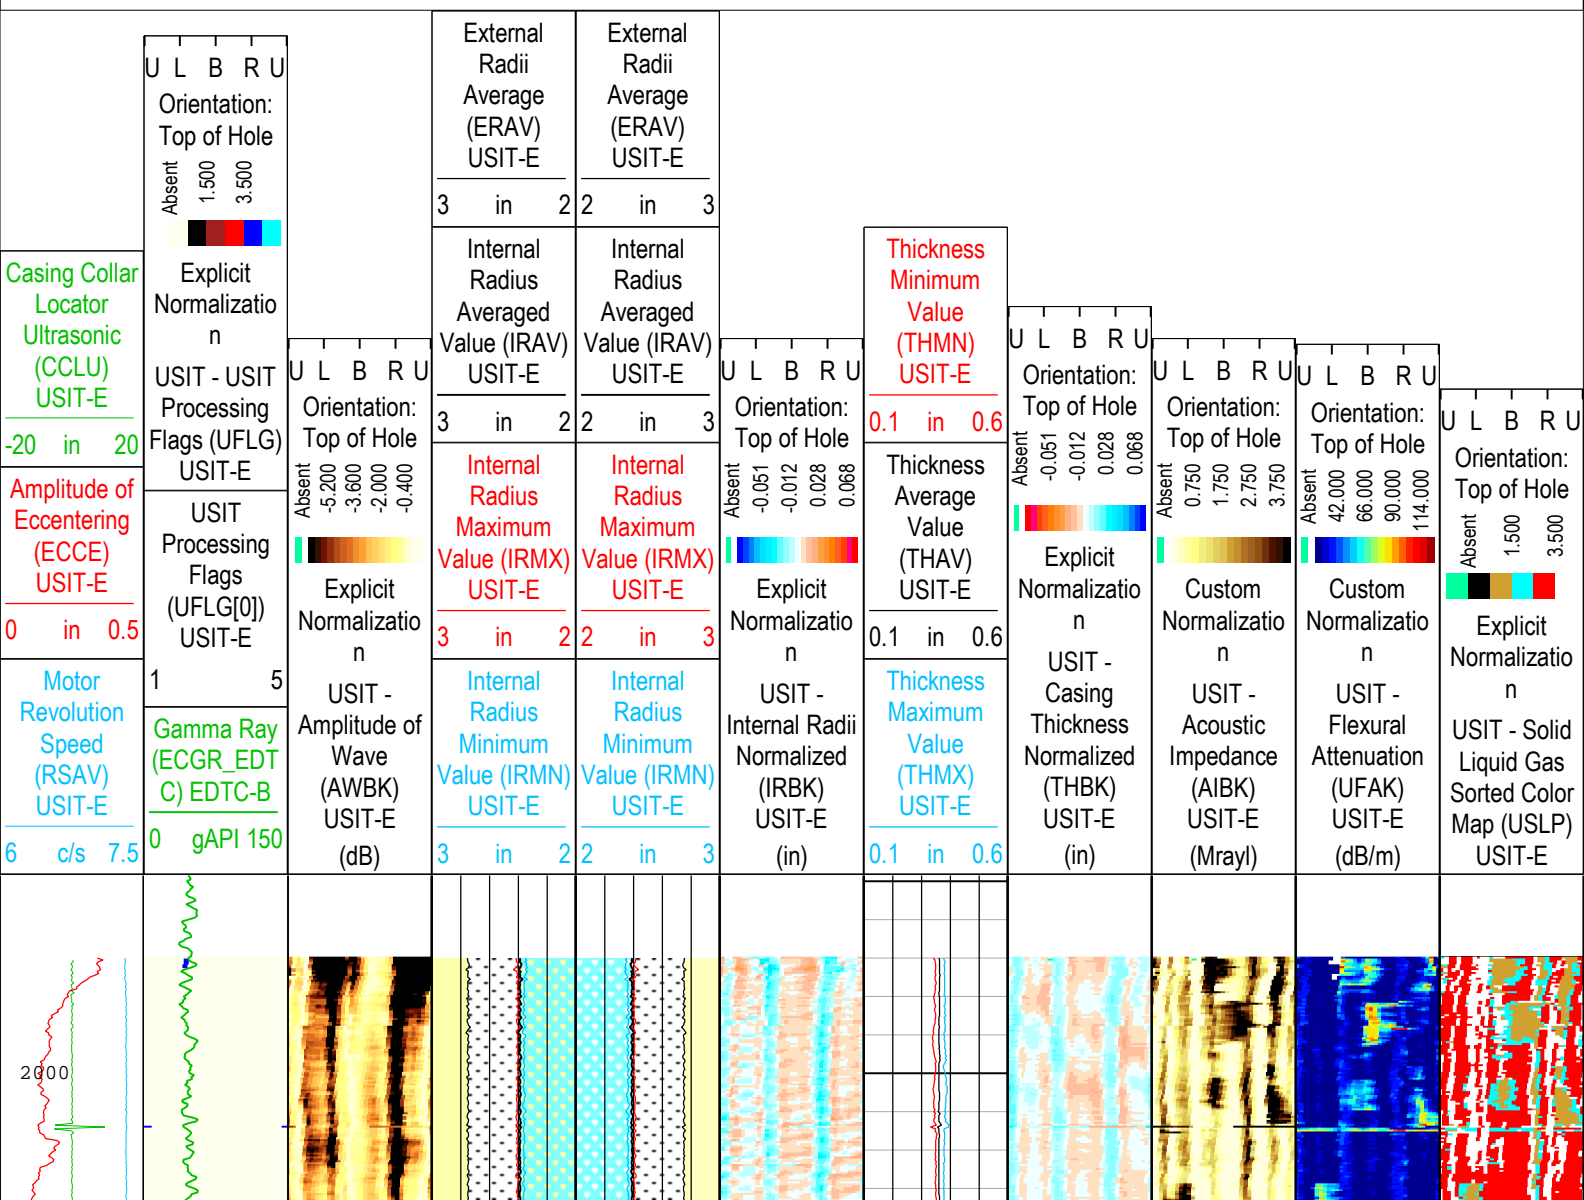 Casing Collar
Locator
Ultrasonic
(CCLU)
USIT-E
-20 in 20
Amplitude of
Eccentering
(ECCE)
USIT-E
0 in 0.5
Motor
Revolution
Speed
(RSAV)
USIT-E
6 c/s 7.5
U L B R U
Orientation:
Top of Hole
Absent 1.500 3.500
Explicit
Normalizatio
n
USIT - USIT
Processing
Flags (UFLG)
USIT-E
USIT
Processing
Flags
(UFLG[0])
USIT-E
1 5
Gamma Ray
(ECGR_EDT
C) EDTC-B
0 gAPI 150
U L B R U
Orientation:
Top of Hole
Absent -5.200 -3.600 -2.000 -0.400
Explicit
Normalizatio
n
USIT -
Amplitude of
Wave
(AWBK)
USIT-E
(dB)
External
Radii
Average
(ERAV)
USIT-E
3 in 2
Internal
Radius
Averaged
Value (IRAV)
USIT-E
3 in 2
Internal
Radius
Maximum
Value (IRMX)
USIT-E
3 in 2
Internal
Radius
Minimum
Value (IRMN)
USIT-E
3 in 2
External
Radii
Average
(ERAV)
USIT-E
2 in 3
Internal
Radius
Averaged
Value (IRAV)
USIT-E
2 in 3
Internal
Radius
Maximum
Value (IRMX)
USIT-E
2 in 3
Internal
Radius
Minimum
Value (IRMN)
USIT-E
2 in 3
U L B R U
Orientation:
Top of Hole
Absent -0.051 -0.012 0.028 0.068
Explicit
Normalizatio
n
USIT -
Internal Radii
Normalized
(IRBK)
USIT-E
(in)
Thickness
Minimum
Value
(THMN)
USIT-E
0.1 in 0.6
Thickness
Average
Value
(THAV)
USIT-E
0.1 in 0.6
Thickness
Maximum
Value
(THMX)
USIT-E
0.1 in 0.6
U L B R U
Orientation:
Top of Hole
Absent -0.051 -0.012 0.028 0.068
Explicit
Normalizatio
n
USIT -
Casing
Thickness
Normalized
(THBK)
USIT-E
(in)
U L B R U
Orientation:
Top of Hole
Absent 0.750 1.750 2.750 3.750
Custom
Normalizatio
n
USIT -
Acoustic
Impedance
(AIBK)
USIT-E
(Mrayl)
U L B R U
Orientation:
Top of Hole
Absent 42.000 66.000 90.000 114.000
Custom
Normalizatio
n
USIT -
Flexural
Attenuation
(UFAK)
USIT-E
(dB/m)
U L B R U
Orientation:
Top of Hole
Absent 1.500 3.500
Explicit
Normalizatio
n
USIT - Solid
Liquid Gas
Sorted Color
Map (USLP)
USIT-E
2000